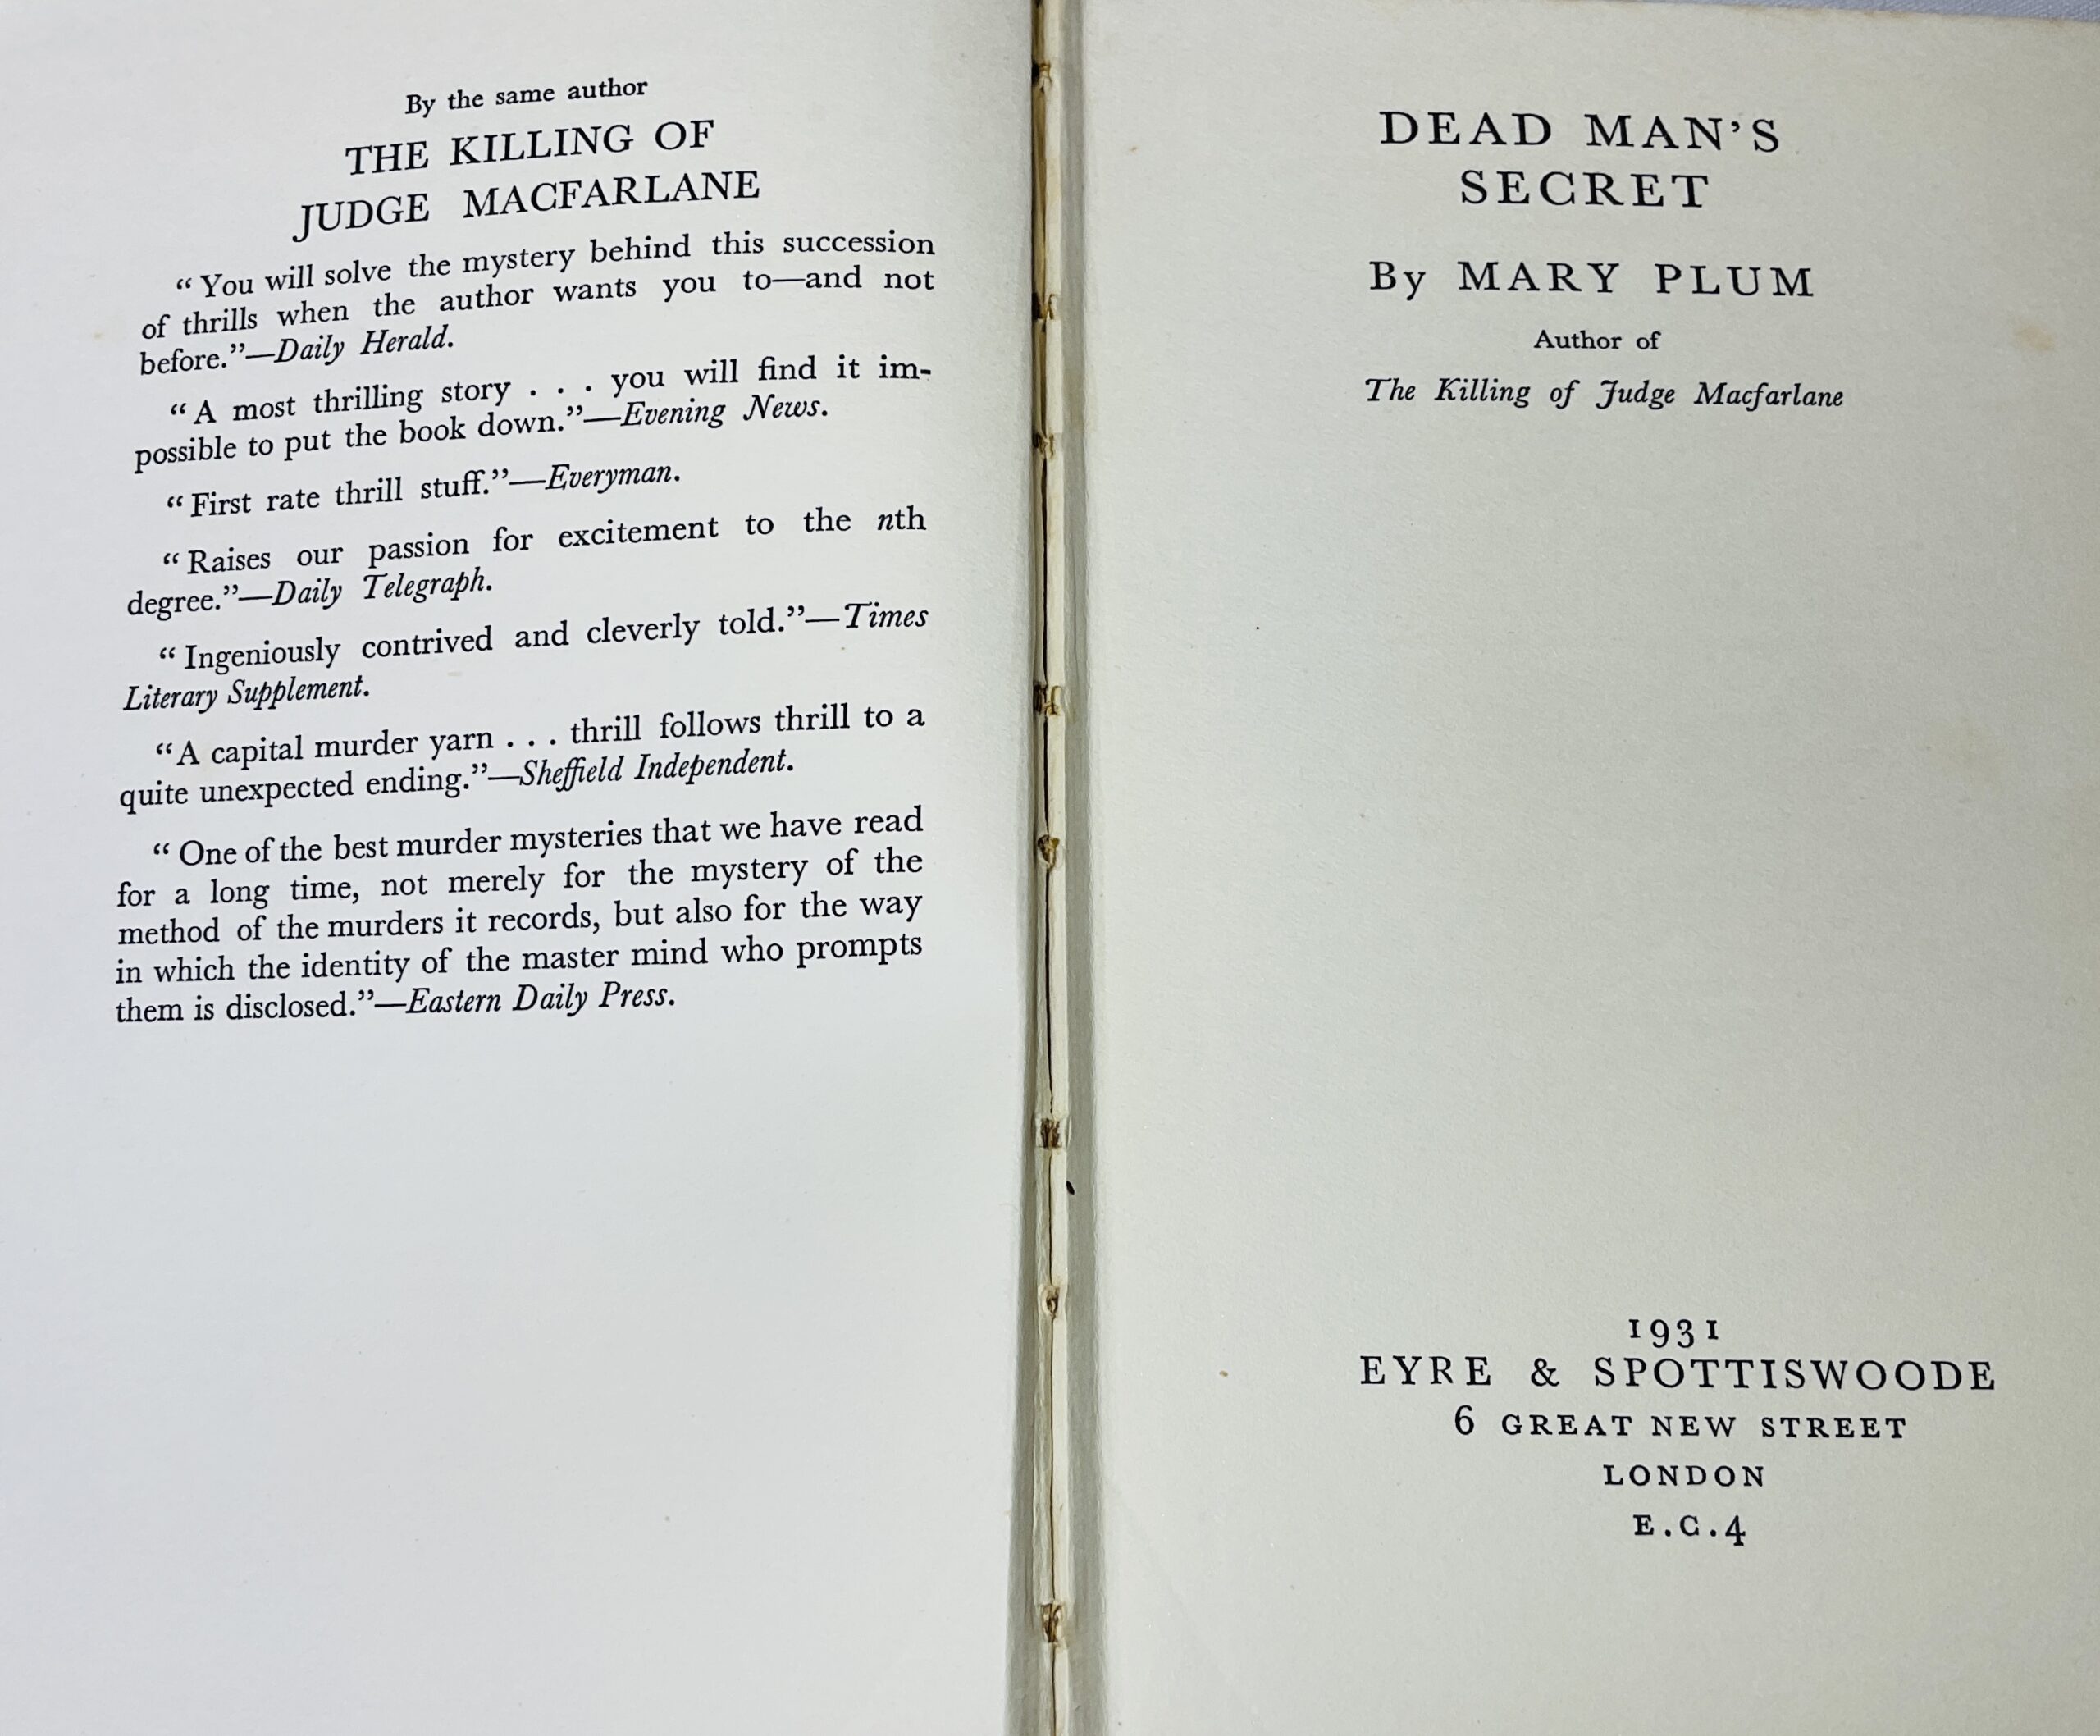 By the same author
THE KILLING OF
JUDGE MACFARLANE
“You will solve the mystery behind this succession
of thrills when the author wants you to—and not
before.”—Daily Herald.
“A most thrilling story . . . you will find it im-
possible to put the book down.”—Evening News.
“First rate thrill stuff.”—Everyman.
“Raises our passion for excitement to the nth
degree.”—Daily Telegraph.
“Ingeniously contrived and cleverly told.”—Times
Literary Supplement.
“A capital murder yarn . . . thrill follows thrill to a
quite unexpected ending.”—Sheffield Independent.
“One of the best murder mysteries that we have read
for a long time, not merely for the mystery of the
method of the murders it records, but also for the way
in which the identity of the master mind who prompts
them is disclosed.”—Eastern Daily Press.
DEAD MAN’S
SECRET
By MARY PLUM
Author of
The Killing of Judge Macfarlane
1931
EYRE & SPOTTISWOODE
6 GREAT NEW STREET
LONDON
E.C.4